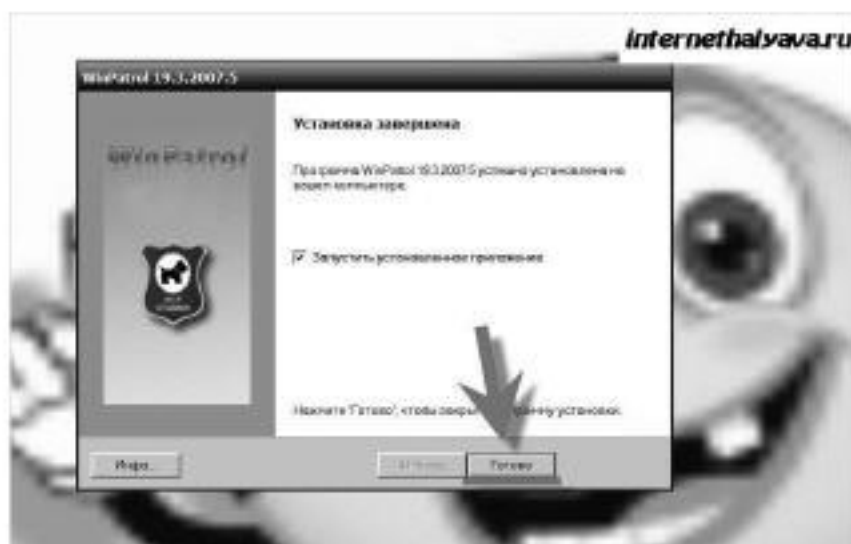 internethalyava.ru
WinPatrol 19.3.2007.5
WinPatrol
Установка завершена
Программа WinPatrol 19.3.2007.5 успешно установлена на
вашем компьютере.
Запустить установленное приложение
Нажмите 'Готово', чтобы закрыть программу установки.
Инфо...
Готово